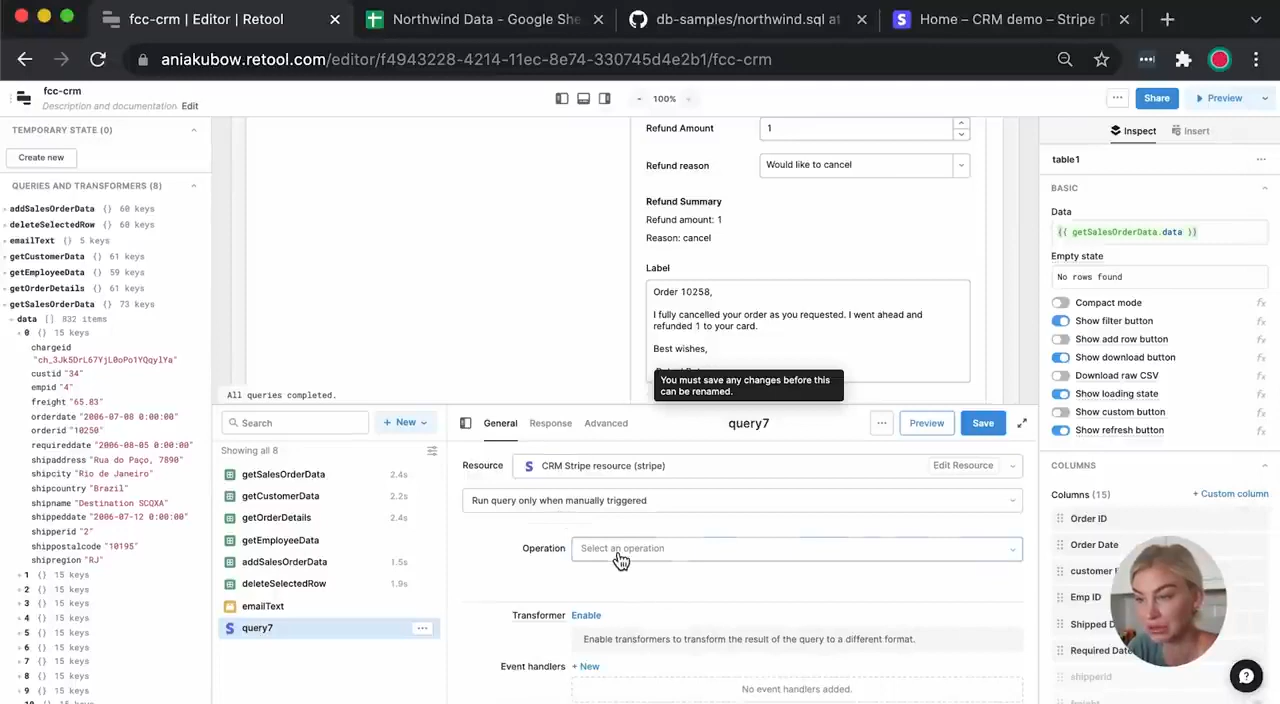 fcc-crm | Editor | Retool
Northwind Data - Google She
db-samples/northwind.sql at
Home – CRM demo – Stripe [
aniakubow.retool.com/editor/f4943228-4214-11ec-8e74-330745d4e2b1/fcc-crm
fcc-crm
Description and documentation Edit
- 100%
Share
Preview
TEMPORARY STATE (0)
Create new
QUERIES AND TRANSFORMERS (8)
addSalesOrderData {} 60 keys
deleteSelectedRow {} 60 keys
emailText {} 5 keys
getCustomerData {} 61 keys
getEmployeeData {} 59 keys
getOrderDetails {} 61 keys
getSalesOrderData {} 73 keys
data [] 832 items
0 {} 15 keys
chargeid
"ch_3Jk5DrL67YjL0oPo1YQqylYa"
custid "34"
empid "4"
freight "65.83"
orderdate "2006-07-08 0:00:00"
orderid "10250"
requireddate "2006-08-05 0:00:00"
shipaddress "Rua do Paço, 7890"
shipcity "Rio de Janeiro"
shipcountry "Brazil"
shipname "Destination SCQXA"
shippeddate "2006-07-12 0:00:00"
shipperid "2"
shippostalcode "10195"
shipregion "RJ"
1 {} 15 keys
2 {} 15 keys
3 {} 15 keys
4 {} 15 keys
5 {} 15 keys
6 {} 15 keys
7 {} 15 keys
8 {} 15 keys
9 {} 15 keys
10 {} 15 keys
Refund Amount
1
Refund reason
Would like to cancel
Refund Summary
Refund amount: 1
Reason: cancel
Label
Order 10258,
I fully cancelled your order as you requested. I went ahead and
refunded 1 to your card.
Best wishes,
You must save any changes before this
can be renamed.
All queries completed.
Search
+ New
Showing all 8
getSalesOrderData 2.4s
getCustomerData 2.2s
getOrderDetails 2.4s
getEmployeeData
addSalesOrderData 1.5s
deleteSelectedRow 1.9s
emailText
query7
General
Response
Advanced
query7
Preview
Save
Resource
CRM Stripe resource (stripe)
Edit Resource
Run query only when manually triggered
Operation
Select an operation
Transformer
Enable
Enable transformers to transform the result of the query to a different format.
Event handlers
+ New
No event handlers added.
Inspect
Insert
table1
BASIC
Data
{{ getSalesOrderData.data }}
Empty state
No rows found
Compact mode fx
Show filter button fx
Show add row button fx
Show download button fx
Download raw CSV fx
Show loading state fx
Show custom button fx
Show refresh button fx
COLUMNS
Columns (15)
+ Custom column
Order ID
Order Date
customer
Emp ID
Shipped D
Required Date
shipperid
freight